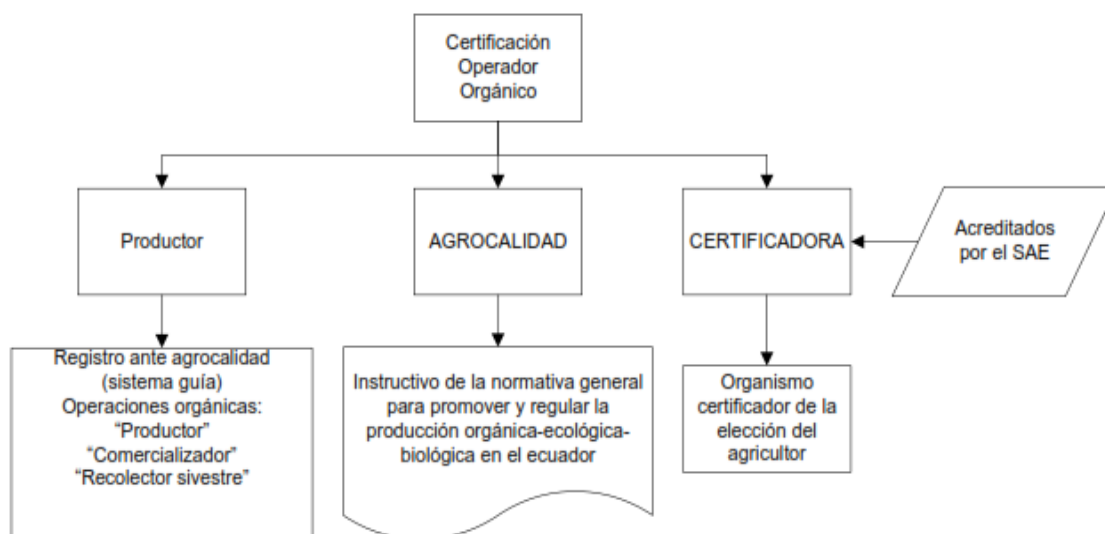 Certificación
Operador
Orgánico
Productor
AGROCALIDAD
CERTIFICADORA
Acreditados
por el SAE
Registro ante agrocalidad
(sistema guía)
Operaciones orgánicas:
“Productor”
“Comercializador”
“Recolector sivestre”
Instructivo de la normativa general
para promover y regular la
producción orgánica-ecológica-
biológica en el ecuador
Organismo
certificador de la
elección del
agricultor